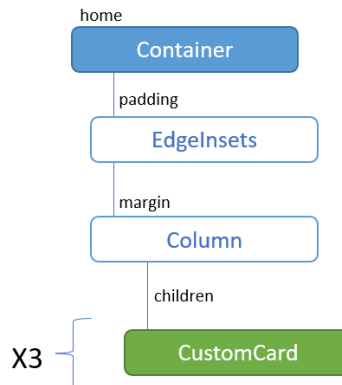 home
Container
padding
EdgeInsets
margin
Column
children
X3
CustomCard